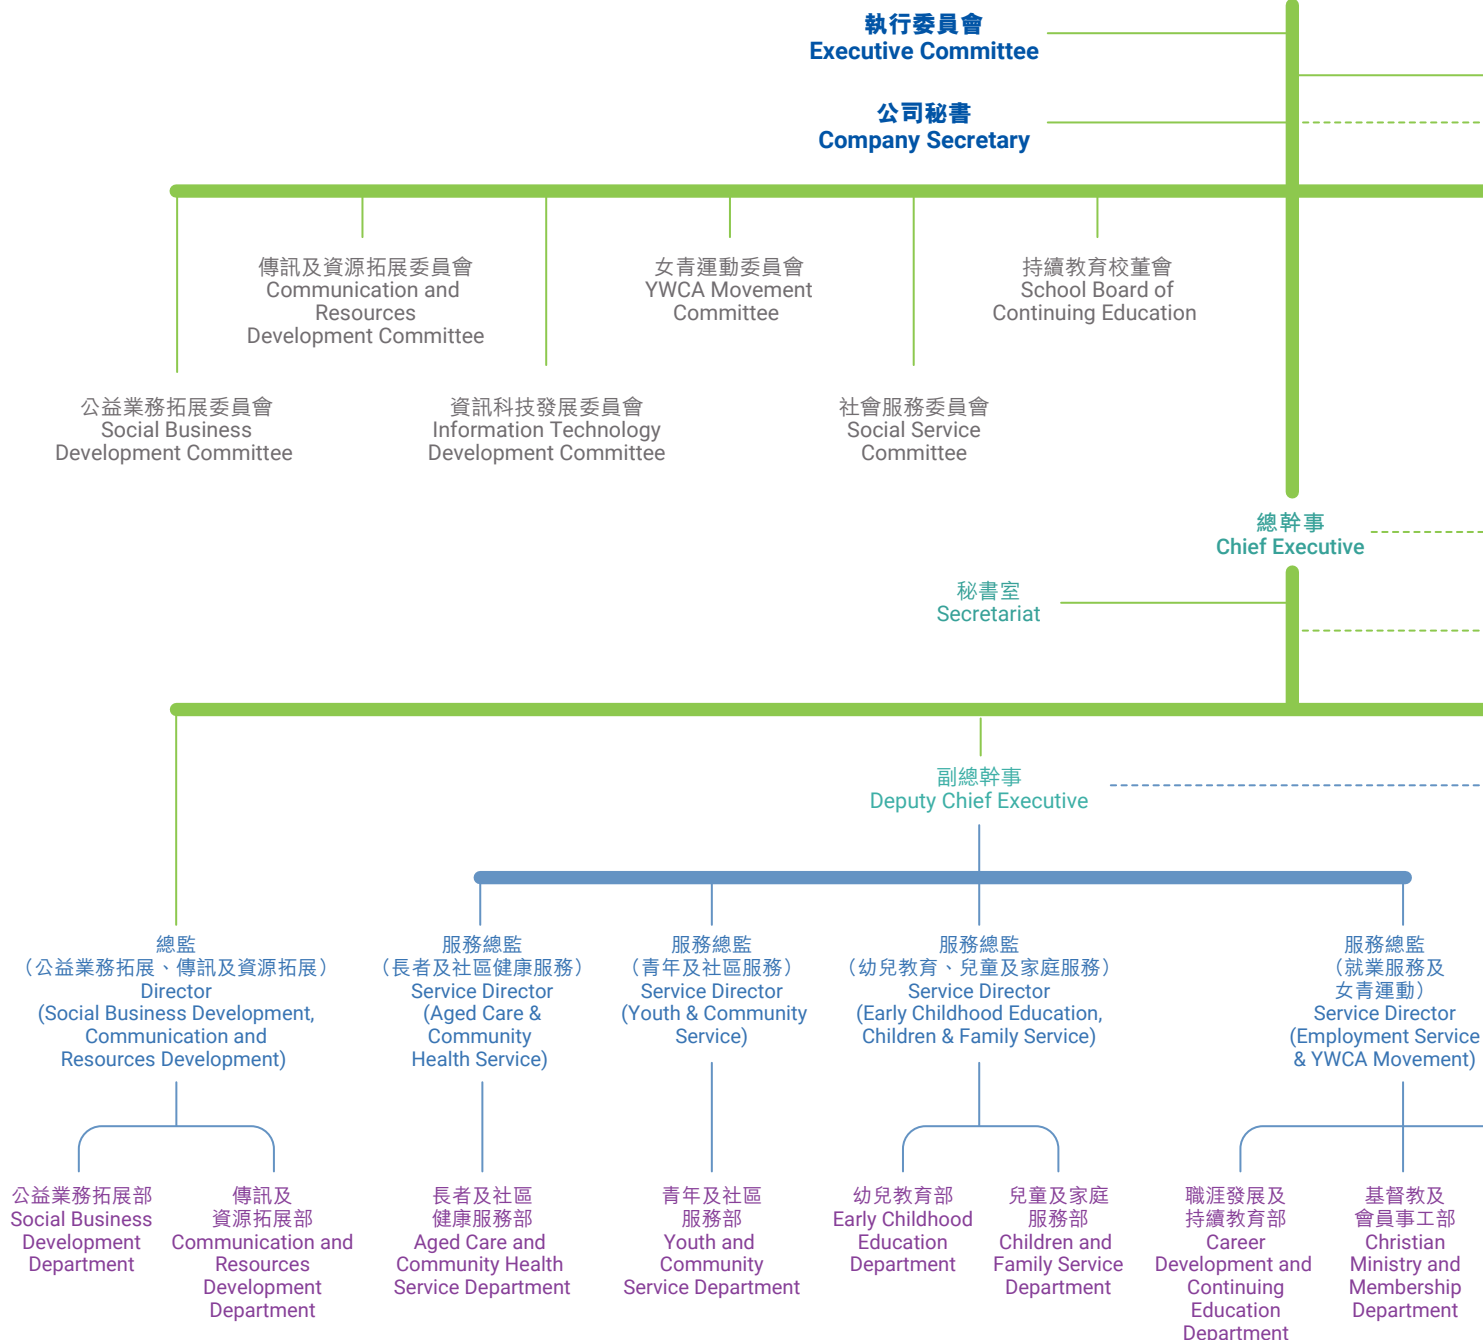 執行委員會
Executive Committee
公司秘書
Company Secretary
傳訊及資源拓展委員會
Communication and
Resources
Development Committee
女青運動委員會
YWCA Movement
Committee
持續教育校董會
School Board of
Continuing Education
公益業務拓展委員會
Social Business
Development Committee
資訊科技發展委員會
Information Technology
Development Committee
社會服務委員會
Social Service
Committee
總幹事
Chief Executive
秘書室
Secretariat
副總幹事
Deputy Chief Executive
總監
（公益業務拓展、傳訊及資源拓展）
Director
(Social Business Development,
Communication and
Resources Development)
服務總監
（長者及社區健康服務）
Service Director
(Aged Care &
Community
Health Service)
服務總監
（青年及社區服務）
Service Director
(Youth & Community
Service)
服務總監
（幼兒教育、兒童及家庭服務）
Service Director
(Early Childhood Education,
Children & Family Service)
服務總監
（就業服務及
女青運動）
Service Director
(Employment Service
& YWCA Movement)
公益業務拓展部
Social Business
Development
Department
傳訊及
資源拓展部
Communication and
Resources
Development
Department
長者及社區
健康服務部
Aged Care and
Community Health
Service Department
青年及社區
服務部
Youth and
Community
Service Department
幼兒教育部
Early Childhood
Education
Department
兒童及家庭
服務部
Children and
Family Service
Department
職涯發展及
持續教育部
Career
Development and
Continuing
Education
Department
基督教及
會員事工部
Christian
Ministry and
Membership
Department